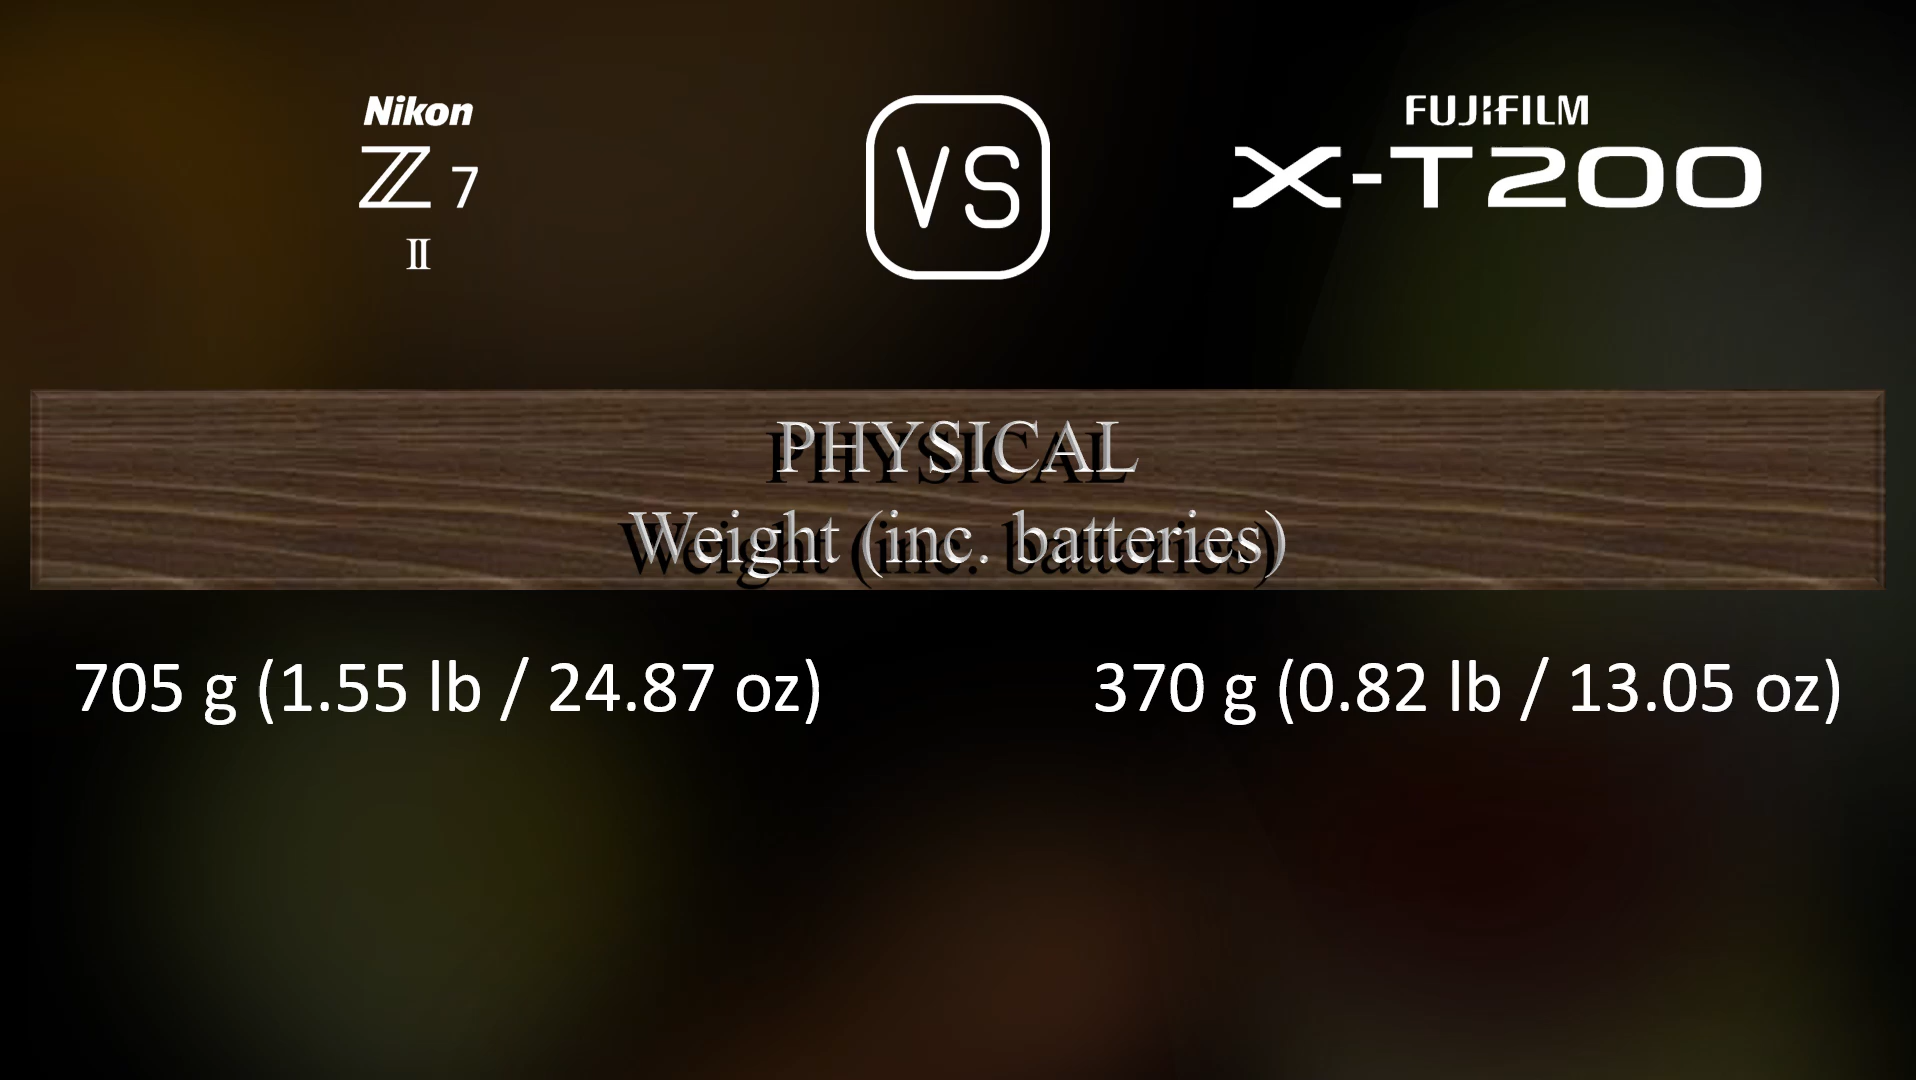 Nikon
Z 7
II
VS
FUJIFILM
X-T200
PHYSICAL
Weight (inc. batteries)
705 g (1.55 lb / 24.87 oz)
370 g (0.82 lb / 13.05 oz)